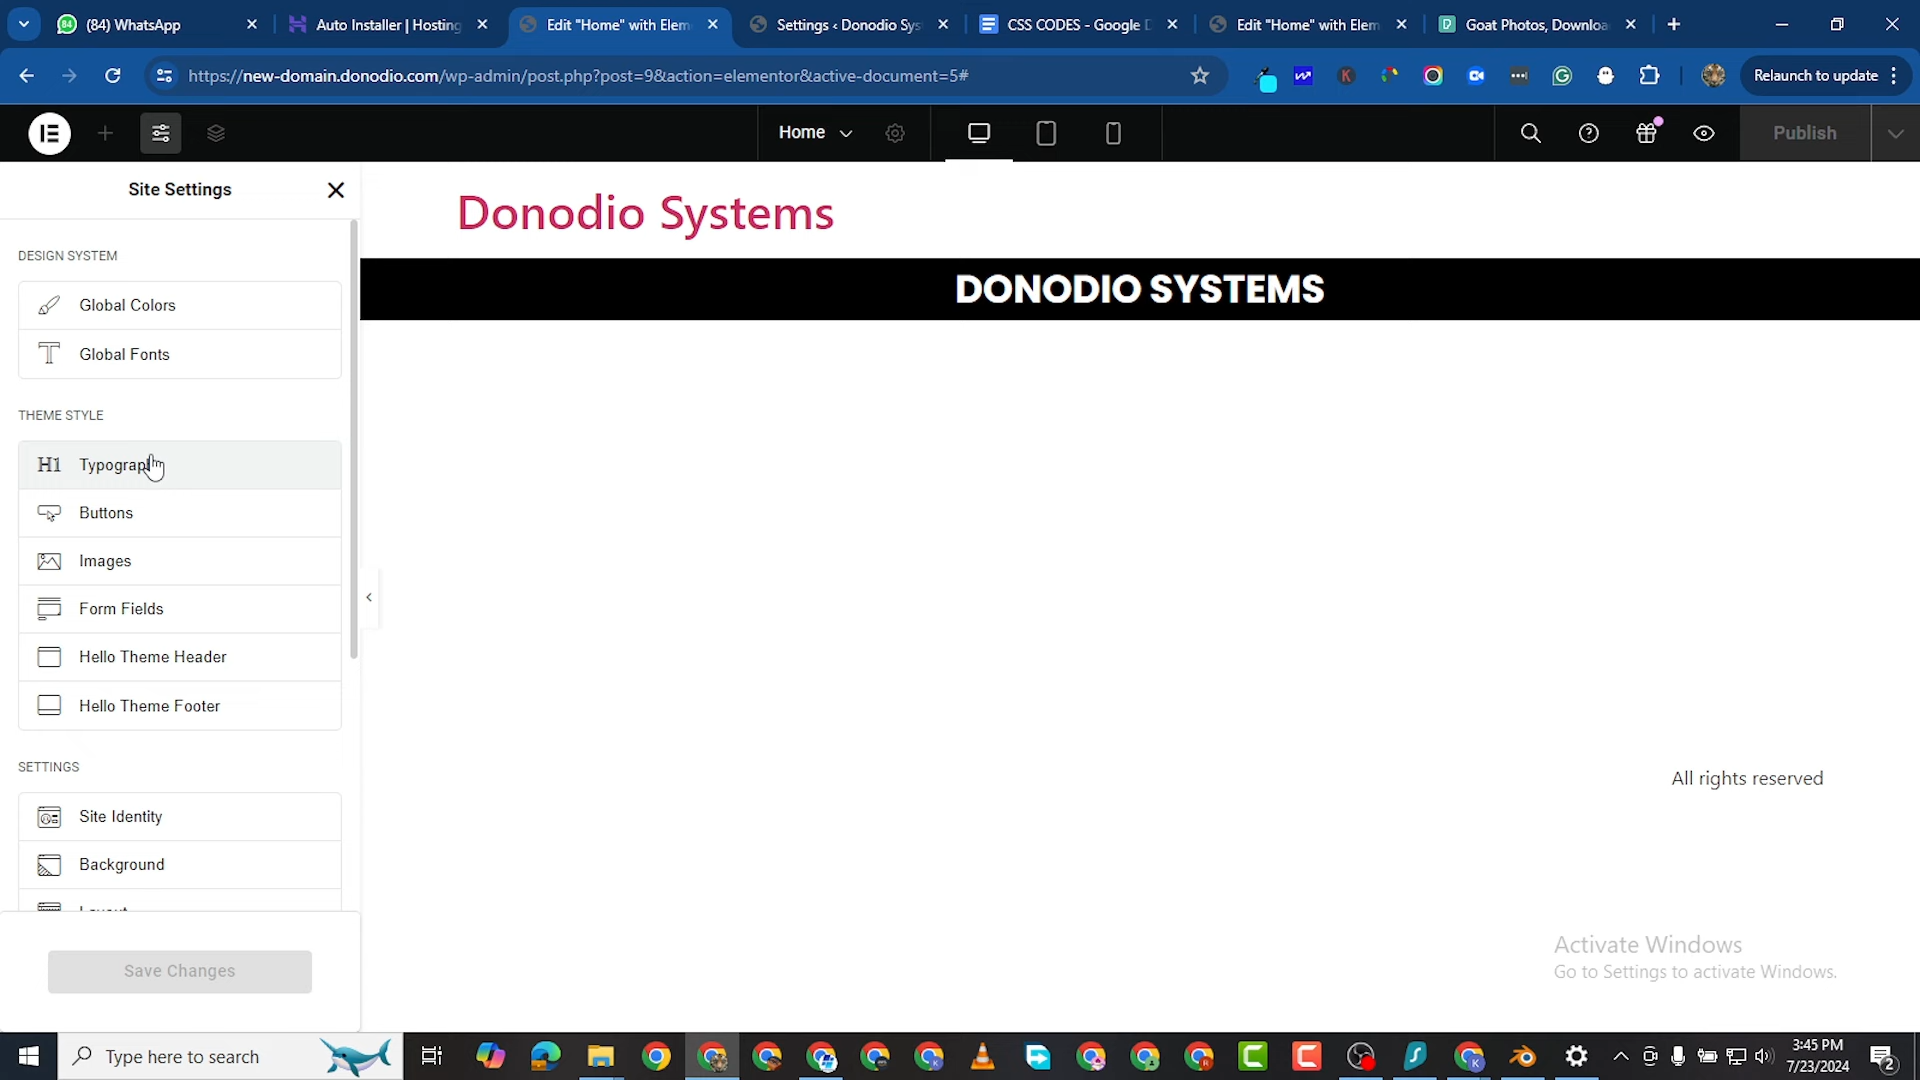 (84) WhatsApp
Auto Installer | Hosting
Edit "Home" with Elem
Settings ‹ Donodio Sys
CSS CODES - Google D
Edit "Home" with Elem
Goat Photos, Downloa
https://new-domain.donodio.com/wp-admin/post.php?post=9&action=elementor&active-document=5#
Relaunch to update
Home
Publish
Site Settings
Donodio Systems
DESIGN SYSTEM
DONODIO SYSTEMS
Global Colors
Global Fonts
THEME STYLE
H1 Typograph
Buttons
Images
Form Fields
Hello Theme Header
Hello Theme Footer
SETTINGS
All rights reserved
Site Identity
Background
Layout
Activate Windows
Go to Settings to activate Windows.
Save Changes
Type here to search
3:45 PM
7/23/2024
2